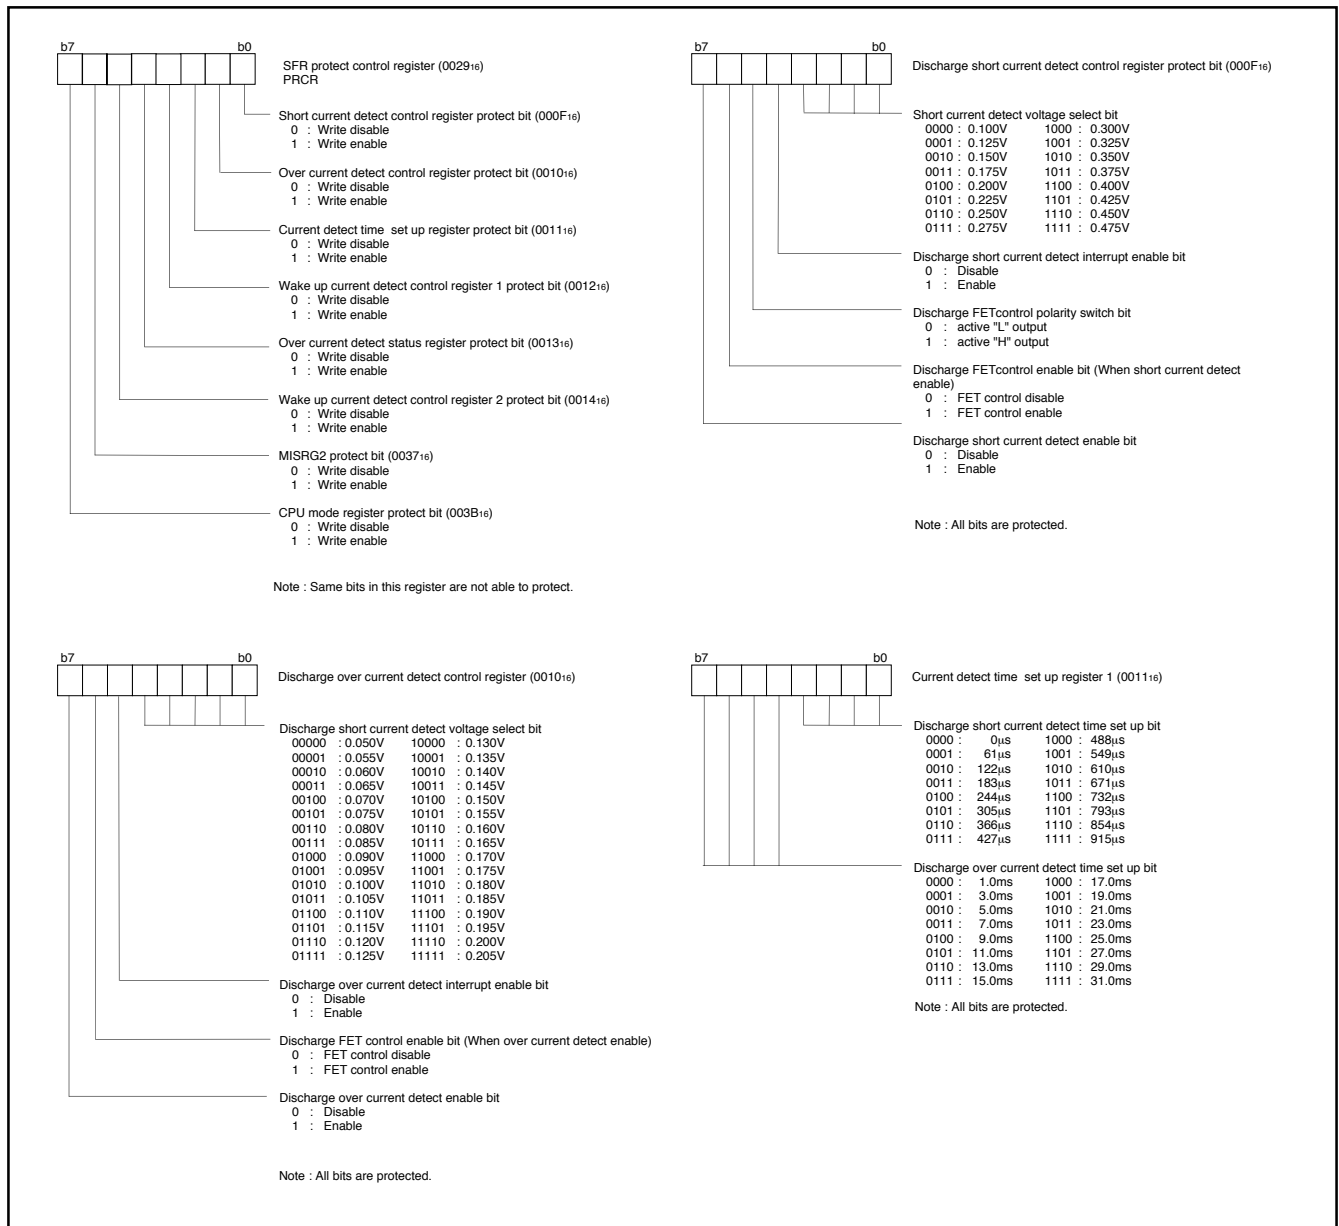 b7 b0
SFR protect control register (0029₁₆)
PRCR
Short current detect control register protect bit (000F₁₆)
0 : Write disable
1 : Write enable
Over current detect control register protect bit (0010₁₆)
0 : Write disable
1 : Write enable
Current detect time set up register protect bit (0011₁₆)
0 : Write disable
1 : Write enable
Wake up current detect control register 1 protect bit (0012₁₆)
0 : Write disable
1 : Write enable
Over current detect status register protect bit (0013₁₆)
0 : Write disable
1 : Write enable
Wake up current detect control register 2 protect bit (0014₁₆)
0 : Write disable
1 : Write enable
MISRG2 protect bit (0037₁₆)
0 : Write disable
1 : Write enable
CPU mode register protect bit (003B₁₆)
0 : Write disable
1 : Write enable
Note : Same bits in this register are not able to protect.
b7 b0
Discharge short current detect control register protect bit (000F₁₆)
Short current detect voltage select bit
0000 : 0.100V 1000 : 0.300V
0001 : 0.125V 1001 : 0.325V
0010 : 0.150V 1010 : 0.350V
0011 : 0.175V 1011 : 0.375V
0100 : 0.200V 1100 : 0.400V
0101 : 0.225V 1101 : 0.425V
0110 : 0.250V 1110 : 0.450V
0111 : 0.275V 1111 : 0.475V
Discharge short current detect interrupt enable bit
0 : Disable
1 : Enable
Discharge FETcontrol polarity switch bit
0 : active "L" output
1 : active "H" output
Discharge FETcontrol enable bit (When short current detect
enable)
0 : FET control disable
1 : FET control enable
Discharge short current detect enable bit
0 : Disable
1 : Enable
Note : All bits are protected.
b7 b0
Discharge over current detect control register (0010₁₆)
Discharge short current detect voltage select bit
00000 : 0.050V 10000 : 0.130V
00001 : 0.055V 10001 : 0.135V
00010 : 0.060V 10010 : 0.140V
00011 : 0.065V 10011 : 0.145V
00100 : 0.070V 10100 : 0.150V
00101 : 0.075V 10101 : 0.155V
00110 : 0.080V 10110 : 0.160V
00111 : 0.085V 10111 : 0.165V
01000 : 0.090V 11000 : 0.170V
01001 : 0.095V 11001 : 0.175V
01010 : 0.100V 11010 : 0.180V
01011 : 0.105V 11011 : 0.185V
01100 : 0.110V 11100 : 0.190V
01101 : 0.115V 11101 : 0.195V
01110 : 0.120V 11110 : 0.200V
01111 : 0.125V 11111 : 0.205V
Discharge over current detect interrupt enable bit
0 : Disable
1 : Enable
Discharge FET control enable bit (When over current detect enable)
0 : FET control disable
1 : FET control enable
Discharge over current detect enable bit
0 : Disable
1 : Enable
Note : All bits are protected.
b7 b0
Current detect time set up register 1 (0011₁₆)
Discharge short current detect time set up bit
0000 : 0μs 1000 : 488μs
0001 : 61μs 1001 : 549μs
0010 : 122μs 1010 : 610μs
0011 : 183μs 1011 : 671μs
0100 : 244μs 1100 : 732μs
0101 : 305μs 1101 : 793μs
0110 : 366μs 1110 : 854μs
0111 : 427μs 1111 : 915μs
Discharge over current detect time set up bit
0000 : 1.0ms 1000 : 17.0ms
0001 : 3.0ms 1001 : 19.0ms
0010 : 5.0ms 1010 : 21.0ms
0011 : 7.0ms 1011 : 23.0ms
0100 : 9.0ms 1100 : 25.0ms
0101 : 11.0ms 1101 : 27.0ms
0110 : 13.0ms 1110 : 29.0ms
0111 : 15.0ms 1111 : 31.0ms
Note : All bits are protected.